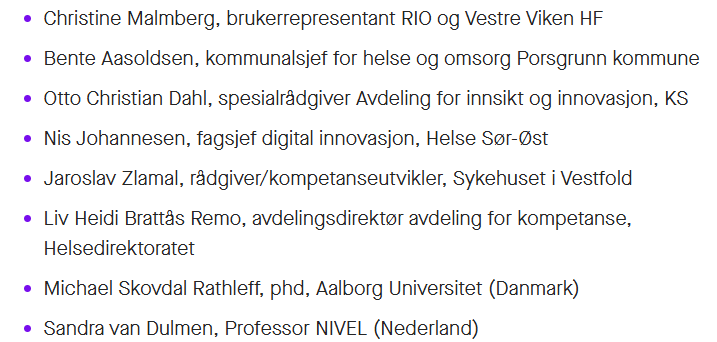 • Christine Malmberg, brukerrepresentant RIO og Vestre Viken HF
• Bente Aasoldsen, kommunalsjef for helse og omsorg Porsgrunn kommune
• Otto Christian Dahl, spesialrådgiver Avdeling for innsikt og innovasjon, KS
• Nis Johannesen, fagsjef digital innovasjon, Helse Sør-Øst
• Jaroslav Zlamal, rådgiver/kompetanseutvikler, Sykehuset i Vestfold
• Liv Heidi Brattås Remo, avdelingsdirektør avdeling for kompetanse,
Helsedirektoratet
• Michael Skovdal Rathleff, phd, Aalborg Universitet (Danmark)
• Sandra van Dulmen, Professor NIVEL (Nederland)